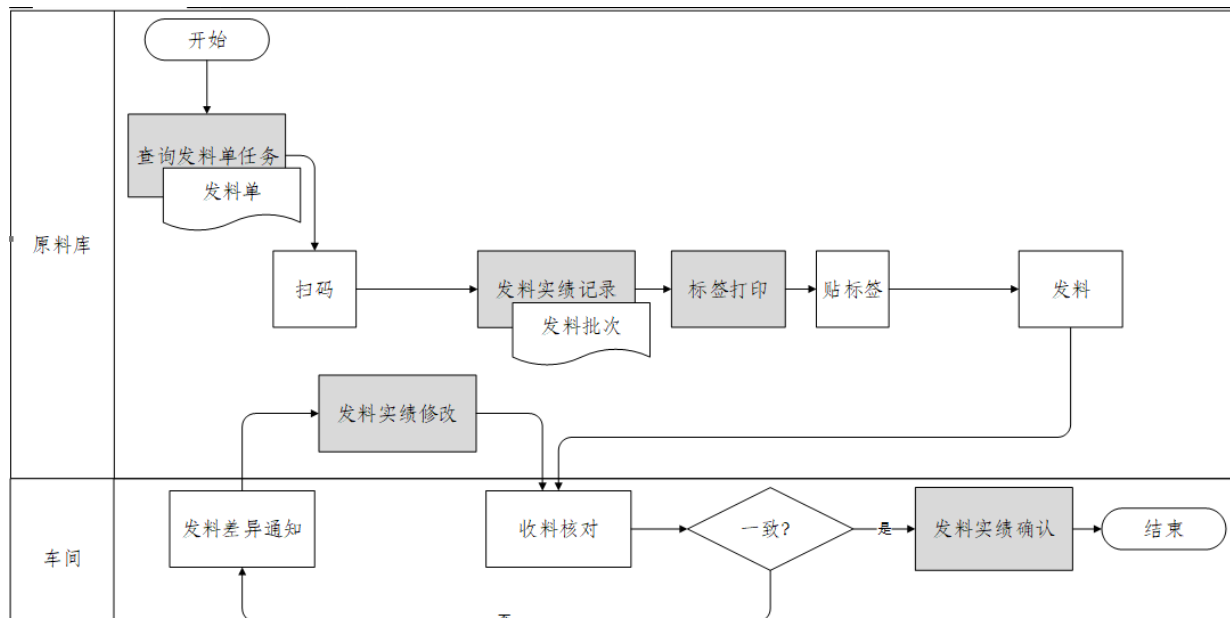 开始
查询发料单任务
发料单
原料库
扫码
发料实绩记录
发料批次
标签打印
贴标签
发料
发料实绩修改
车间
发料差异通知
收料核对
一致?
是
发料实绩确认
结束